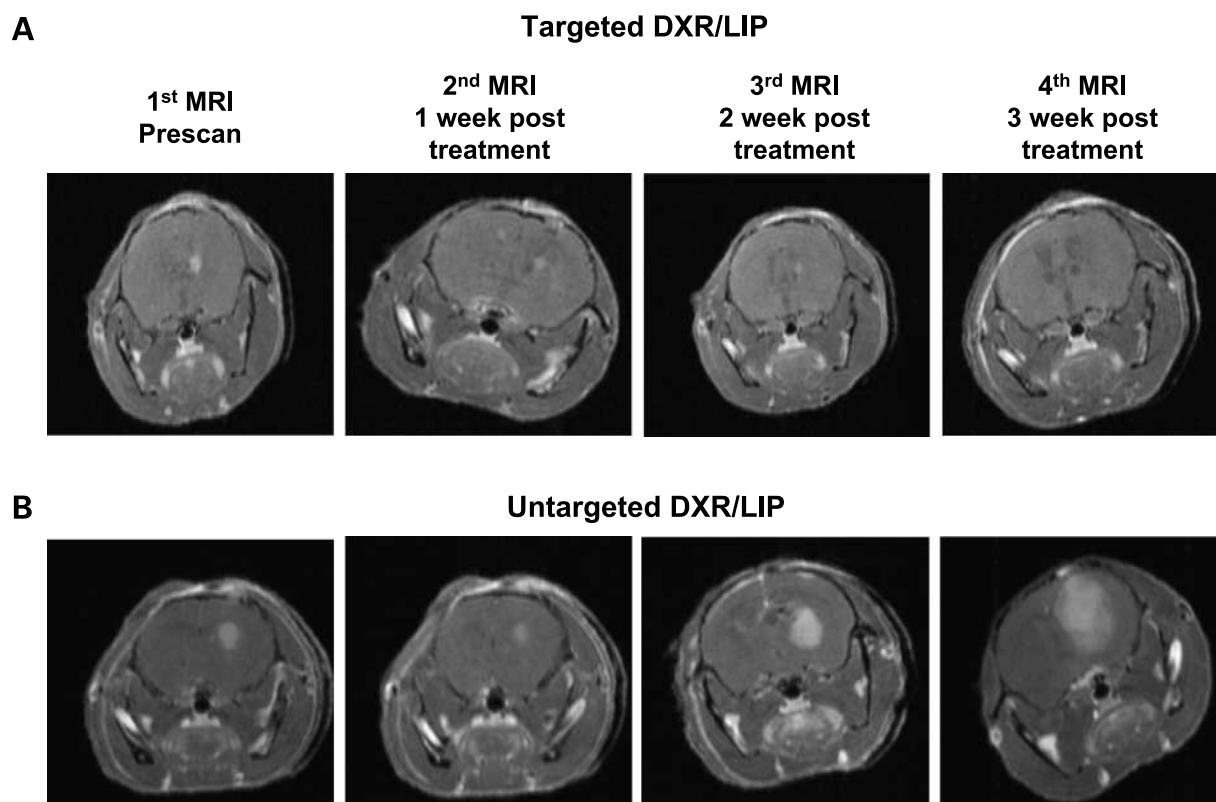 A
Targeted DXR/LIP
1st MRI
Prescan
2nd MRI
1 week post
treatment
3rd MRI
2 week post
treatment
4th MRI
3 week post
treatment
B
Untargeted DXR/LIP